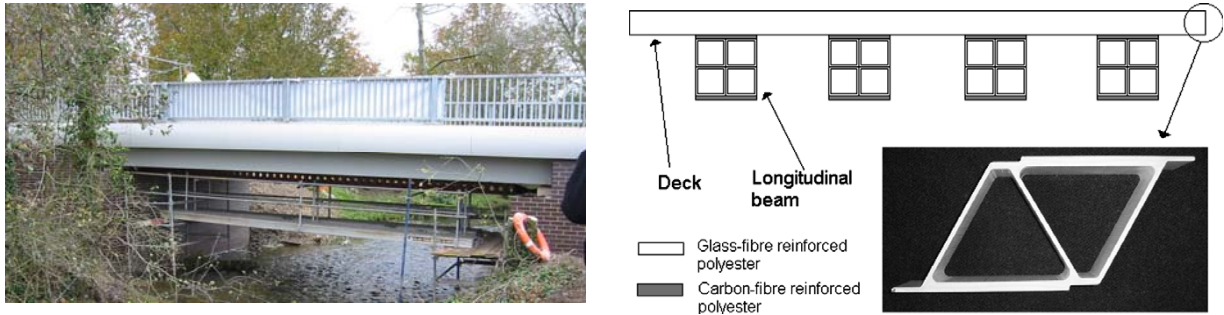 Deck
Longitudinal
beam
Glass-fibre reinforced
polyester
Carbon-fibre reinforced
polyester